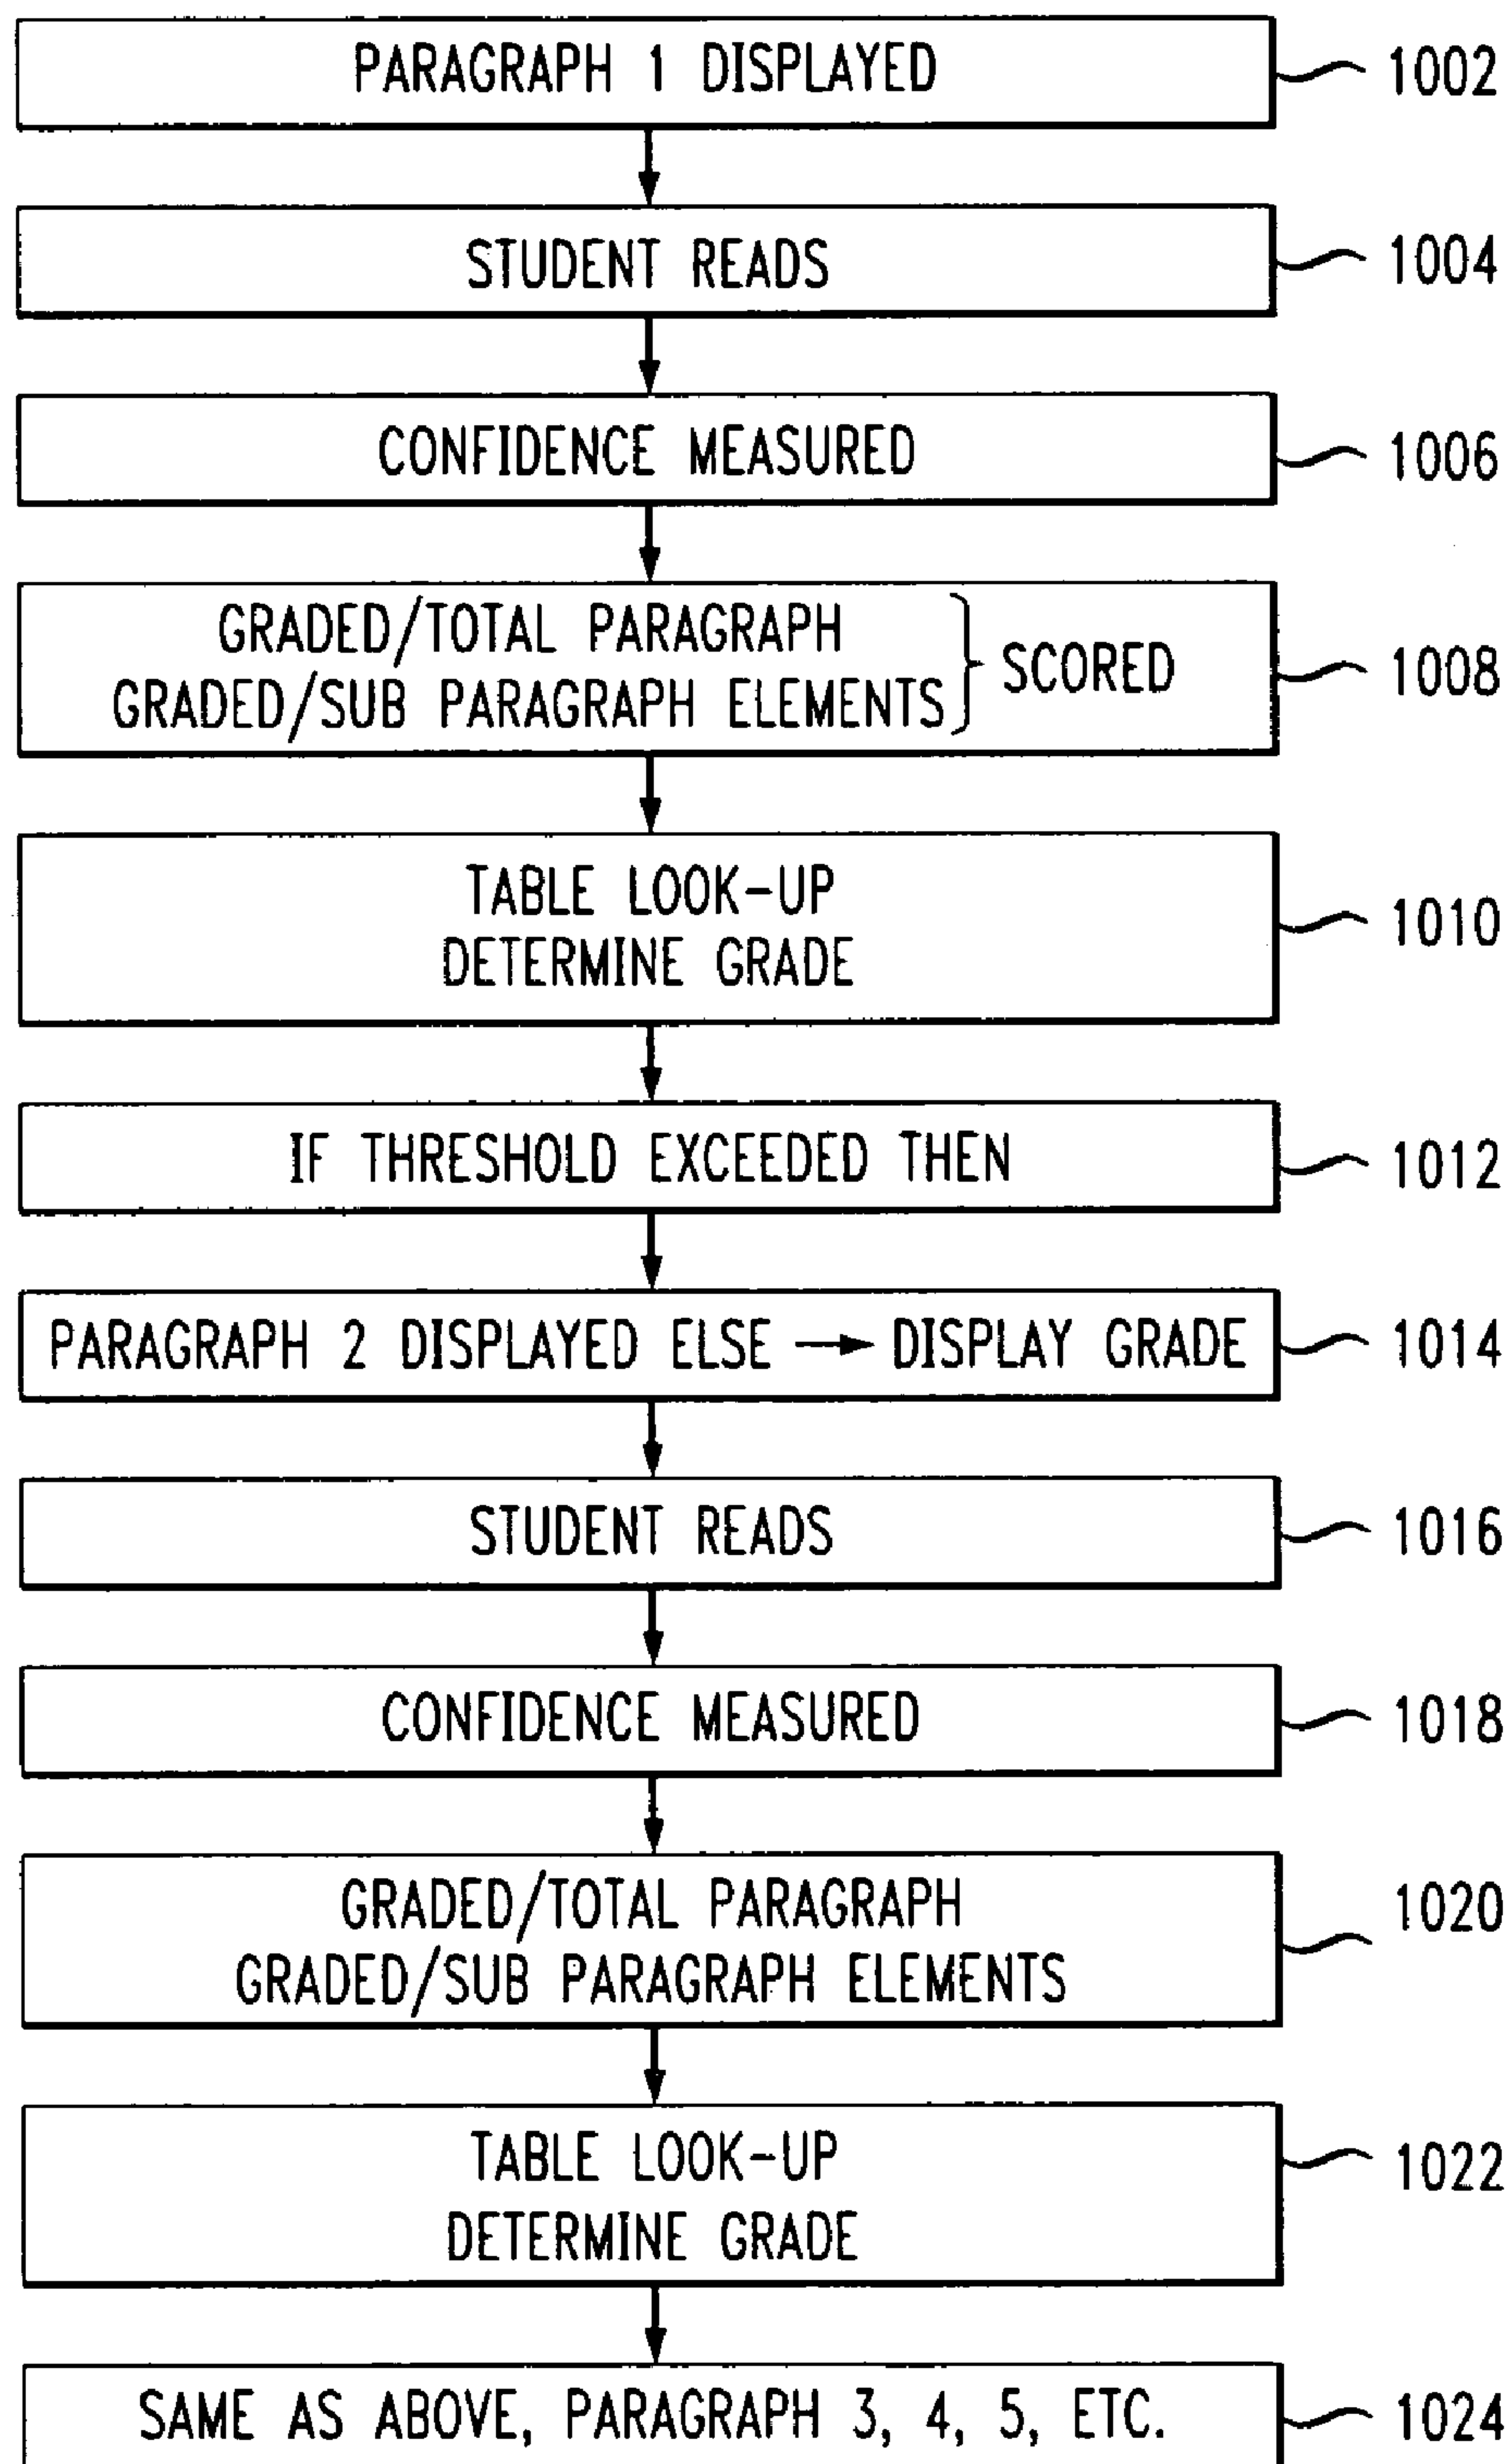 PARAGRAPH 1 DISPLAYED
1002
STUDENT READS
1004
CONFIDENCE MEASURED
1006
GRADED/TOTAL PARAGRAPH
GRADED/SUB PARAGRAPH ELEMENTS
SCORED
1008
TABLE LOOK-UP
DETERMINE GRADE
1010
IF THRESHOLD EXCEEDED THEN
1012
PARAGRAPH 2 DISPLAYED ELSE → DISPLAY GRADE
1014
STUDENT READS
1016
CONFIDENCE MEASURED
1018
GRADED/TOTAL PARAGRAPH
GRADED/SUB PARAGRAPH ELEMENTS
1020
TABLE LOOK-UP
DETERMINE GRADE
1022
SAME AS ABOVE, PARAGRAPH 3, 4, 5, ETC.
1024